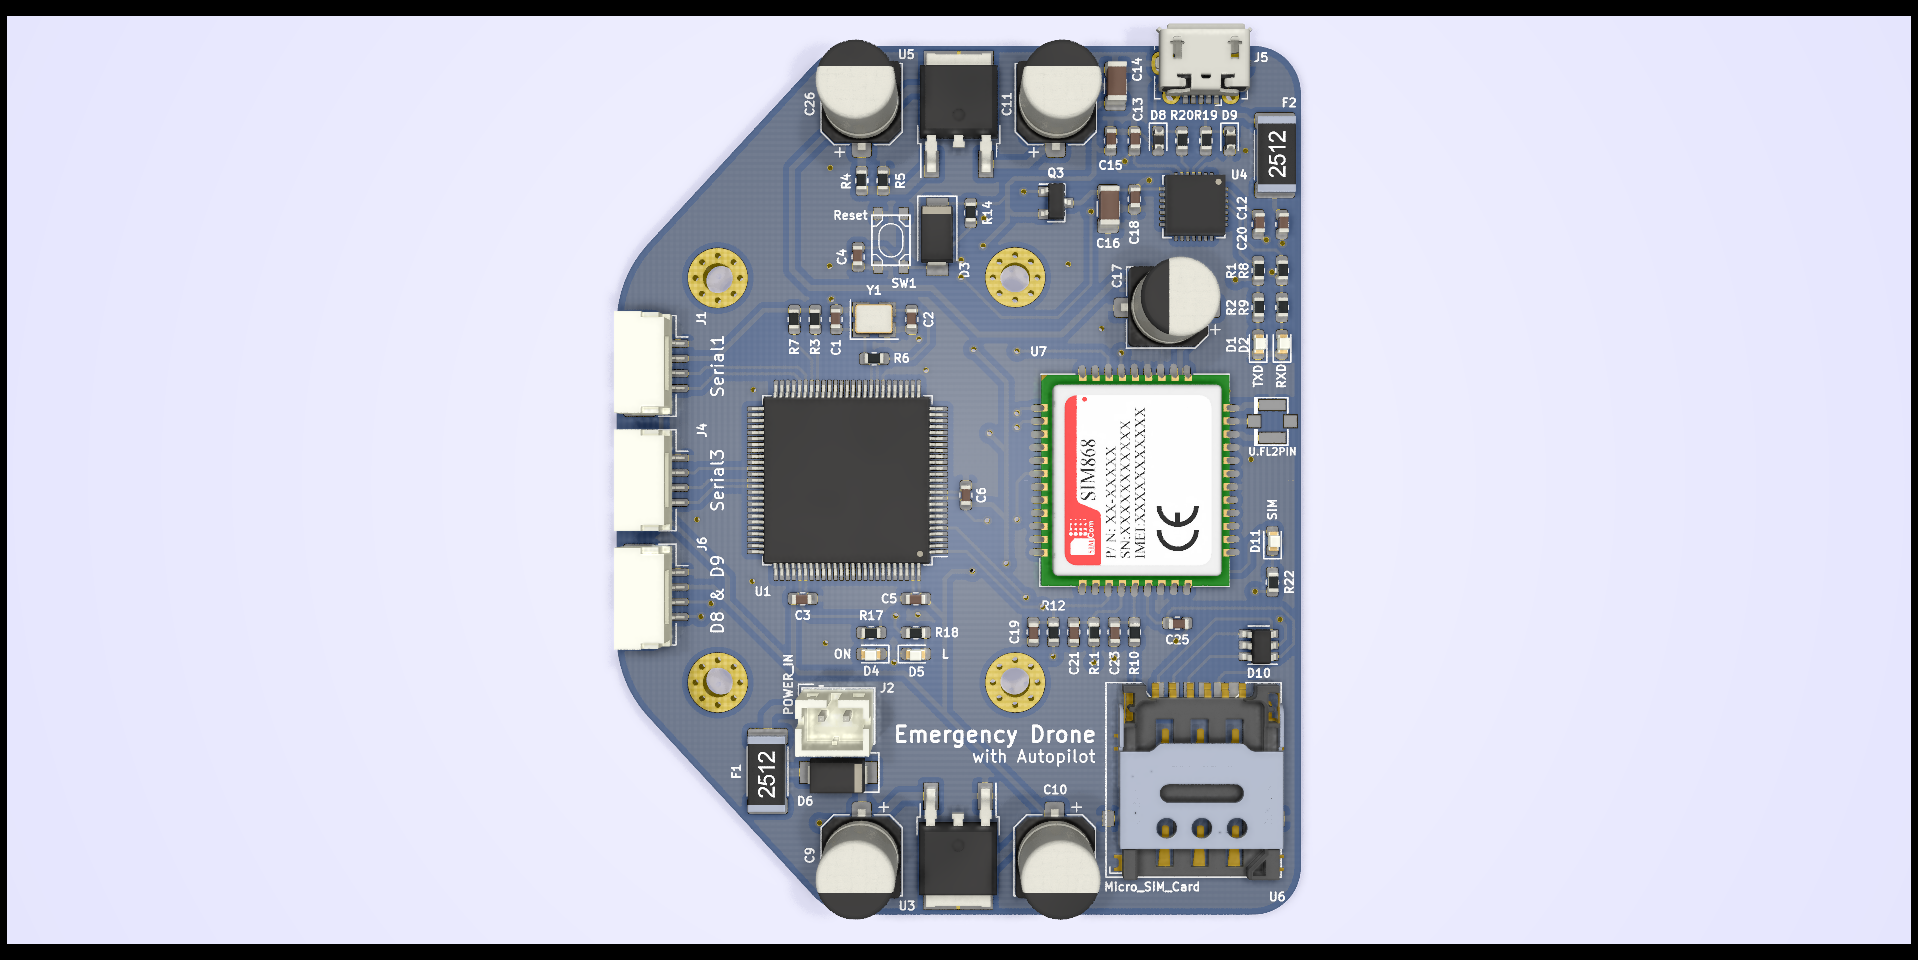 U5
J5
C26
C11
C14
C13
F2
D8 R20 R19 D9
2512
C15
R4
R5
Q3
U4
Reset
R14
C16
C18
C12
C20
C4
D3
SW1
C17
R1
R8
Y1
J1
R7
R3
C1
C2
R2
R9
Serial1
R6
U7
D1
D2
TXD
RXD
J4
Serial3
SIM868
P/N: XX-XXXXX
SN:XXXXXXXXXXXX
IMEI:XXXXXXXXXXXXXXX
CE
U.FL2PIN
C6
SIM
D11
J6
D8 & D9
U1
C3
C5
R22
R17
R18
R12
C19
C21
R11
C23
R10
C25
ON
D4
D5
L
D10
POWER_IN
J2
Emergency Drone
with Autopilot
F1
2512
D6
C10
C9
U3
Micro_SIM_Card
U6